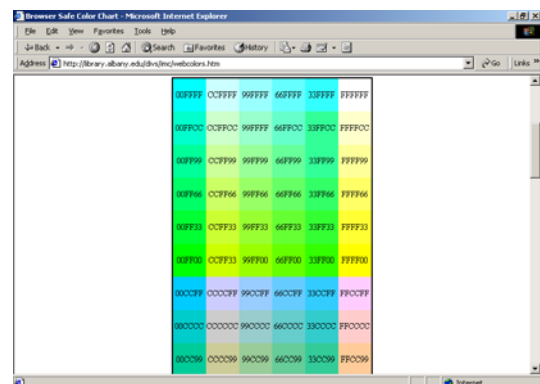 Browser Safe Color Chart - Microsoft Internet Explorer
File Edit View Favorites Tools Help
Back Search Favorites History
Address http://library.albany.edu/divs/imc/webcolors.htm Go Links »
00FFFF CCFFFF 99FFFF 66FFFF 33FFFF FFFFFF
00FFCC CCFFCC 99FFFF 66FFCC 33FFCC FFFFCC
00FF99 CCFF99 99FF99 66FF99 33FF99 FFFF99
00FF66 CCFF66 99FF66 66FF66 33FF66 FFFF66
00FF33 CCFF33 99FF33 66FF33 33FF33 FFFF33
00FF00 CCFF33 99FF00 66FF00 33FF00 FFFF00
00CCFF CCCCFF 99CCFF 66CCFF 33CCFF FFCCFF
00CCCC CCCCCC 99CCCC 66CCCC 33CCCC FFCCCC
00CC99 CCCC99 99CC99 66CC99 33CC99 FFCC99
Internet